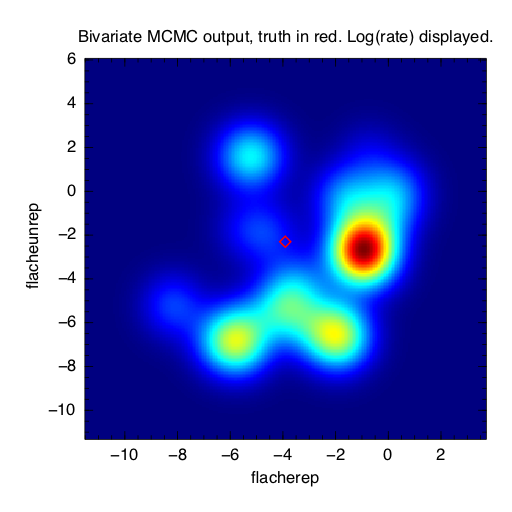 Bivariate MCMC output, truth in red. Log(rate) displayed.
6
4
2
0
−2
−4
−6
−8
−10
flacheunrep
−10 −8 −6 −4 −2 0 2
flacherep